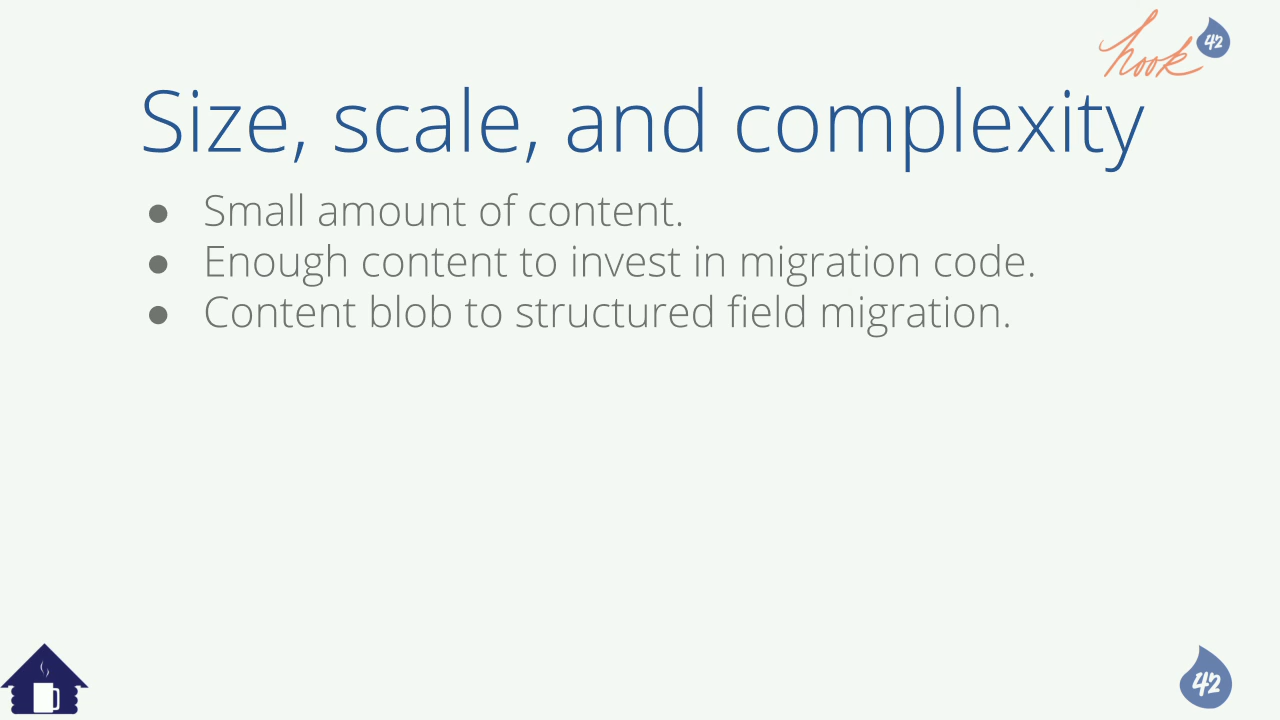 hook 42
Size, scale, and complexity
● Small amount of content.
● Enough content to invest in migration code.
● Content blob to structured field migration.
42